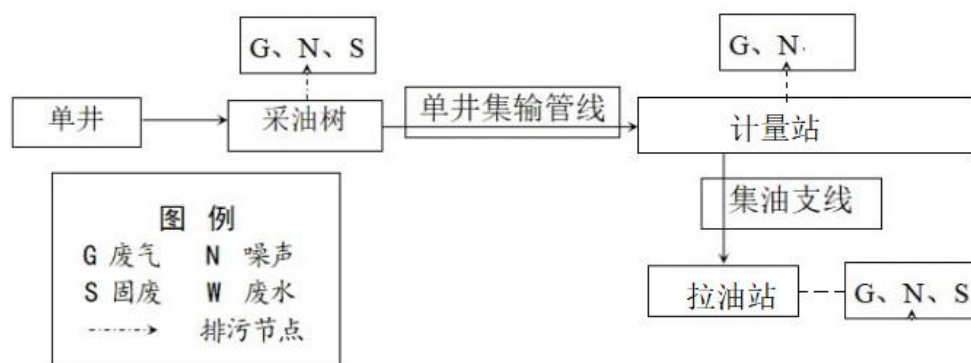 G、N、S
G、N
单井
采油树
单井集输管线
计量站
集油支线
图 例
G 废气 N 噪声
S 固废 W 废水
排污节点
拉油站
G、N、S